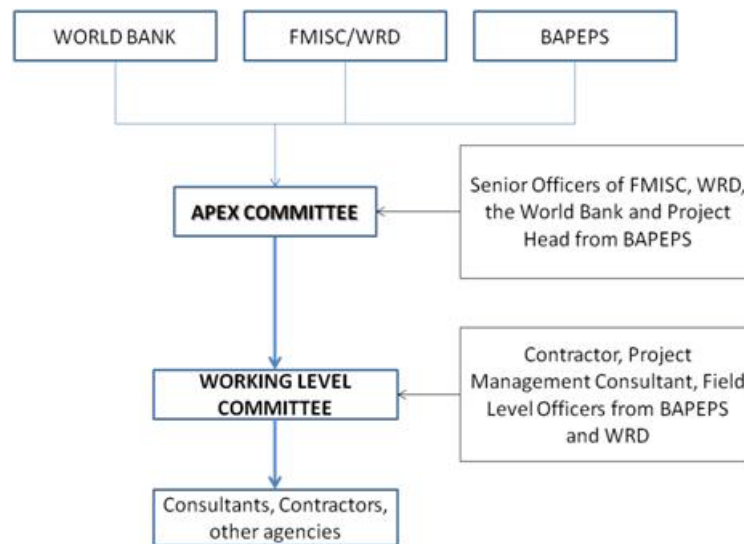 WORLD BANK
FMISC/WRD
BAPEPS
APEX COMMITTEE
Senior Officers of FMISC, WRD,
the World Bank and Project
Head from BAPEPS
WORKING LEVEL
COMMITTEE
Contractor, Project
Management Consultant, Field
Level Officers from BAPEPS
and WRD
Consultants, Contractors,
other agencies